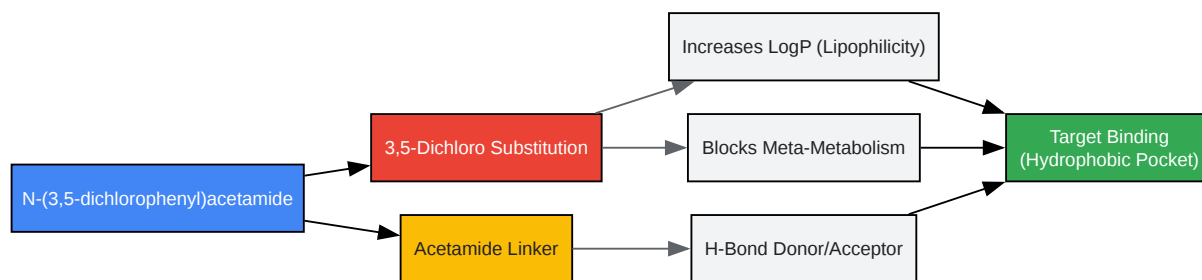 N-(3,5-dichlorophenyl)acetamide
3,5-Dichloro Substitution
Acetamide Linker
Increases LogP (Lipophilicity)
Blocks Meta-Metabolism
H-Bond Donor/Acceptor
Target Binding
(Hydrophobic Pocket)